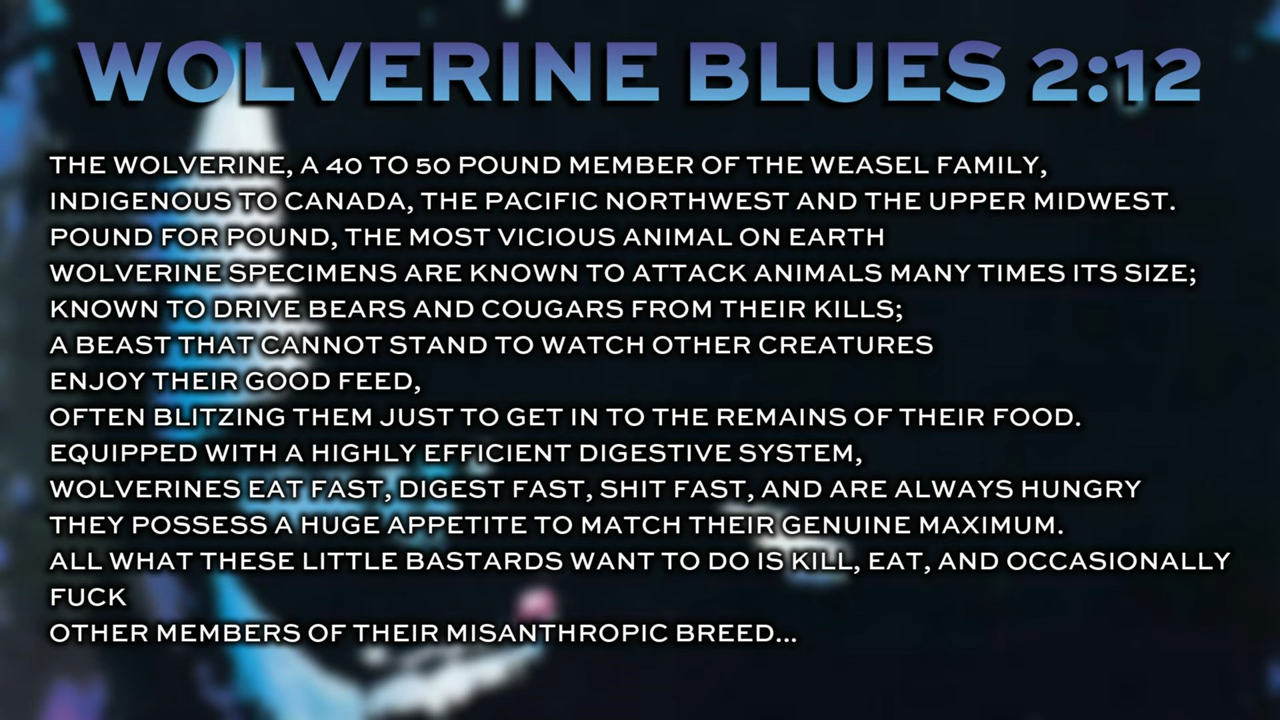 WOLVERINE BLUES 2:12
THE WOLVERINE, A 40 TO 50 POUND MEMBER OF THE WEASEL FAMILY,
INDIGENOUS TO CANADA, THE PACIFIC NORTHWEST AND THE UPPER MIDWEST.
POUND FOR POUND, THE MOST VICIOUS ANIMAL ON EARTH
WOLVERINE SPECIMENS ARE KNOWN TO ATTACK ANIMALS MANY TIMES ITS SIZE;
KNOWN TO DRIVE BEARS AND COUGARS FROM THEIR KILLS;
A BEAST THAT CANNOT STAND TO WATCH OTHER CREATURES
ENJOY THEIR GOOD FEED,
OFTEN BLITZING THEM JUST TO GET IN TO THE REMAINS OF THEIR FOOD.
EQUIPPED WITH A HIGHLY EFFICIENT DIGESTIVE SYSTEM,
WOLVERINES EAT FAST, DIGEST FAST, SHIT FAST, AND ARE ALWAYS HUNGRY
THEY POSSESS A HUGE APPETITE TO MATCH THEIR GENUINE MAXIMUM.
ALL WHAT THESE LITTLE BASTARDS WANT TO DO IS KILL, EAT, AND OCCASIONALLY
FUCK
OTHER MEMBERS OF THEIR MISANTHROPIC BREED...